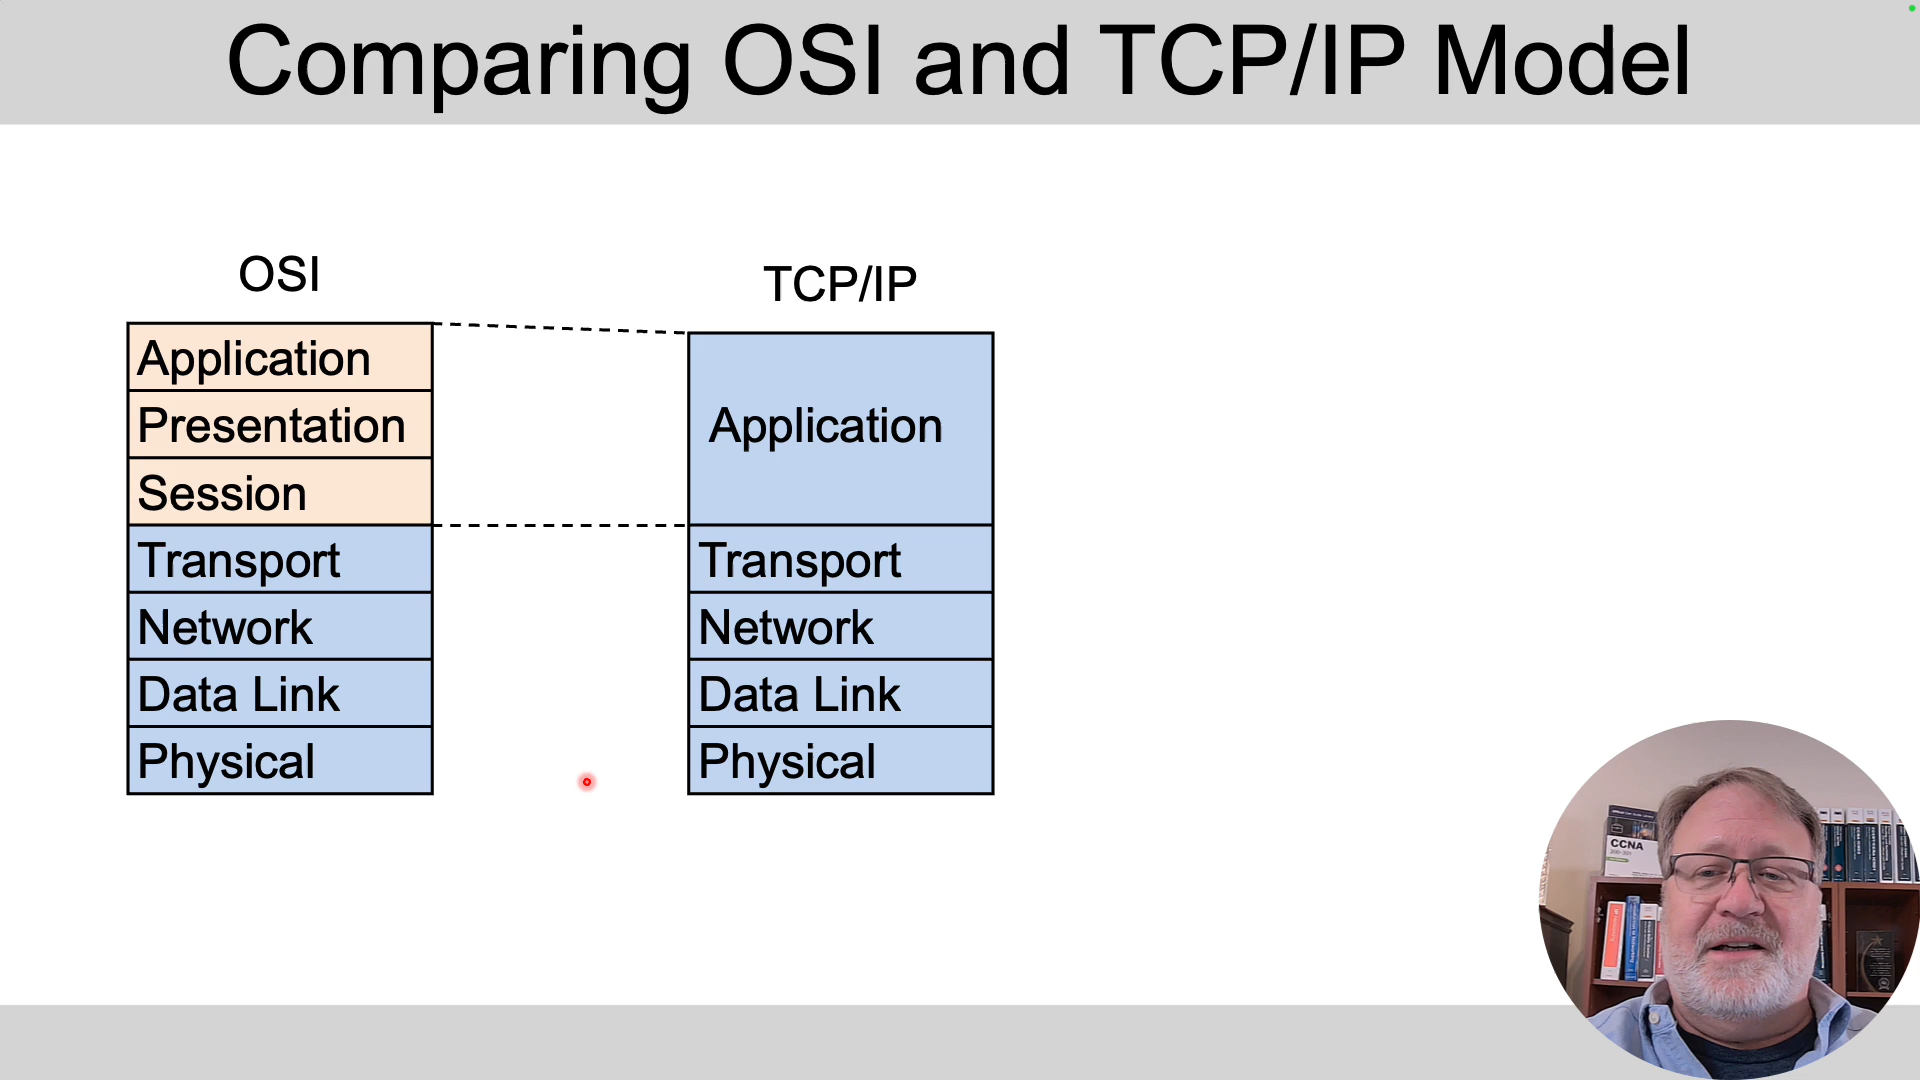 Comparing OSI and TCP/IP Model
OSI
Application
Presentation
Session
Transport
Network
Data Link
Physical
TCP/IP
Application
Transport
Network
Data Link
Physical
CCNA